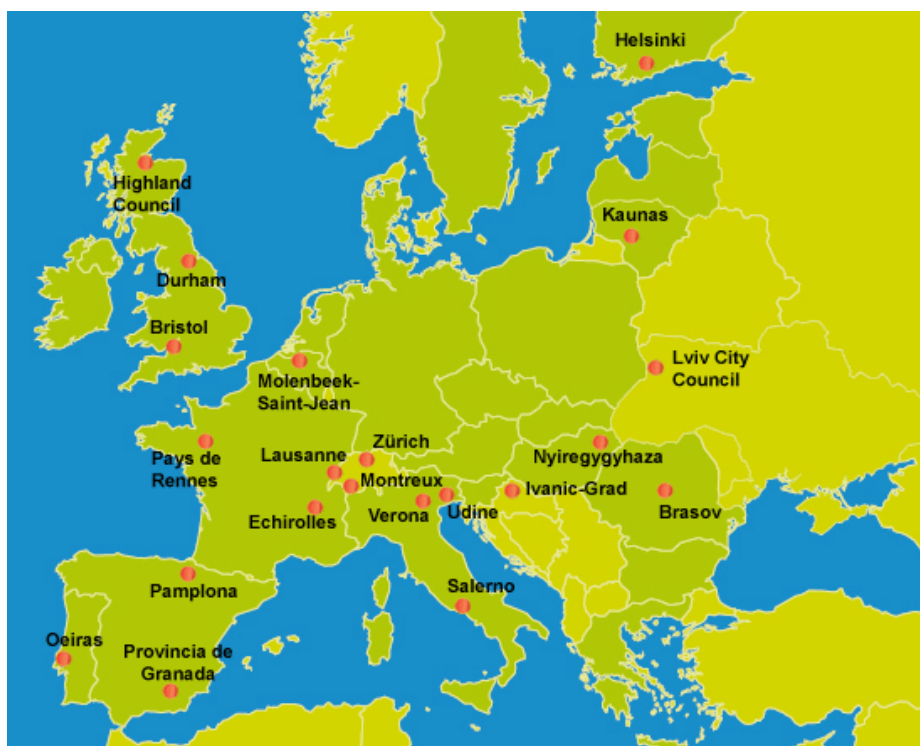 Helsinki
Highland
Council
Kaunas
Durham
Bristol
Lviv City
Council
Molenbeek-
Saint-Jean
Zürich
Lausanne
Nyiregygyhaza
Pays de
Rennes
Montreux
Ivanic-Grad
Echirolles
Verona
Udine
Brasov
Pamplona
Salerno
Oeiras
Provincia de
Granada